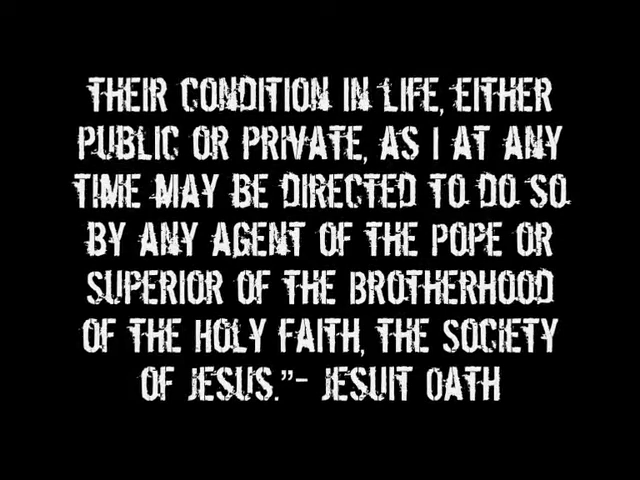 THEIR CONDITION IN LIFE, EITHER
PUBLIC OR PRIVATE, AS I AT ANY
TIME MAY BE DIRECTED TO DO SO
BY ANY AGENT OF THE POPE OR
SUPERIOR OF THE BROTHERHOOD
OF THE HOLY FAITH, THE SOCIETY
OF JESUS."- JESUIT OATH